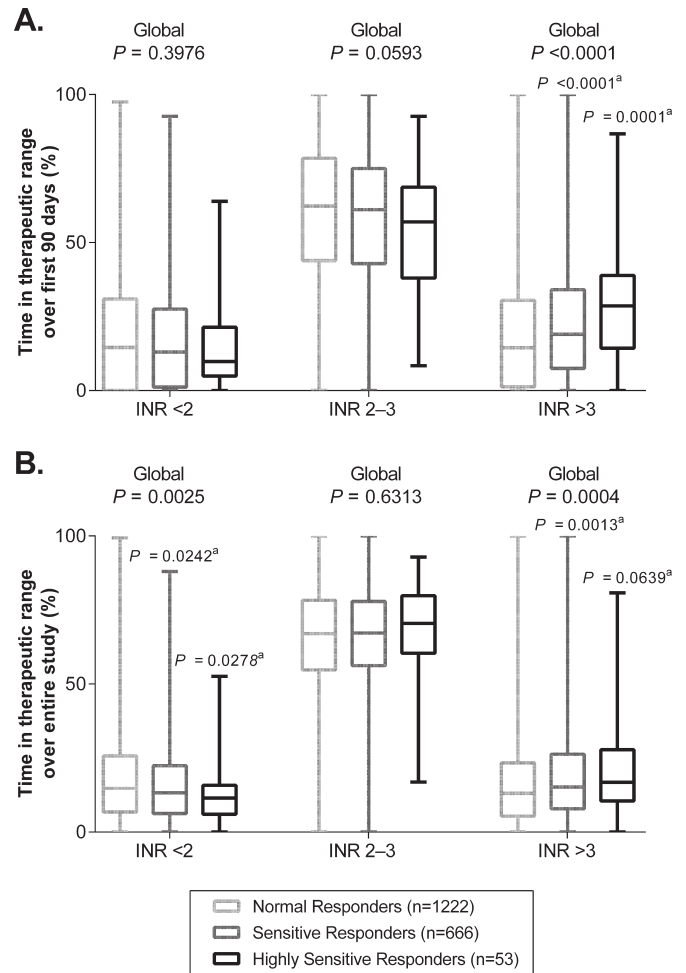 A.
Global
P = 0.3976
Global
P = 0.0593
Global
P <0.0001
P <0.0001a
P = 0.0001a
Time in therapeutic range
over first 90 days (%)
100
50
0
INR <2
INR 2–3
INR >3
B.
Global
P = 0.0025
Global
P = 0.6313
Global
P = 0.0004
P = 0.0242a
P = 0.0278a
P = 0.0013a
P = 0.0639a
Time in therapeutic range
over entire study (%)
100
50
0
INR <2
INR 2–3
INR >3
Normal Responders (n=1222)
Sensitive Responders (n=666)
Highly Sensitive Responders (n=53)